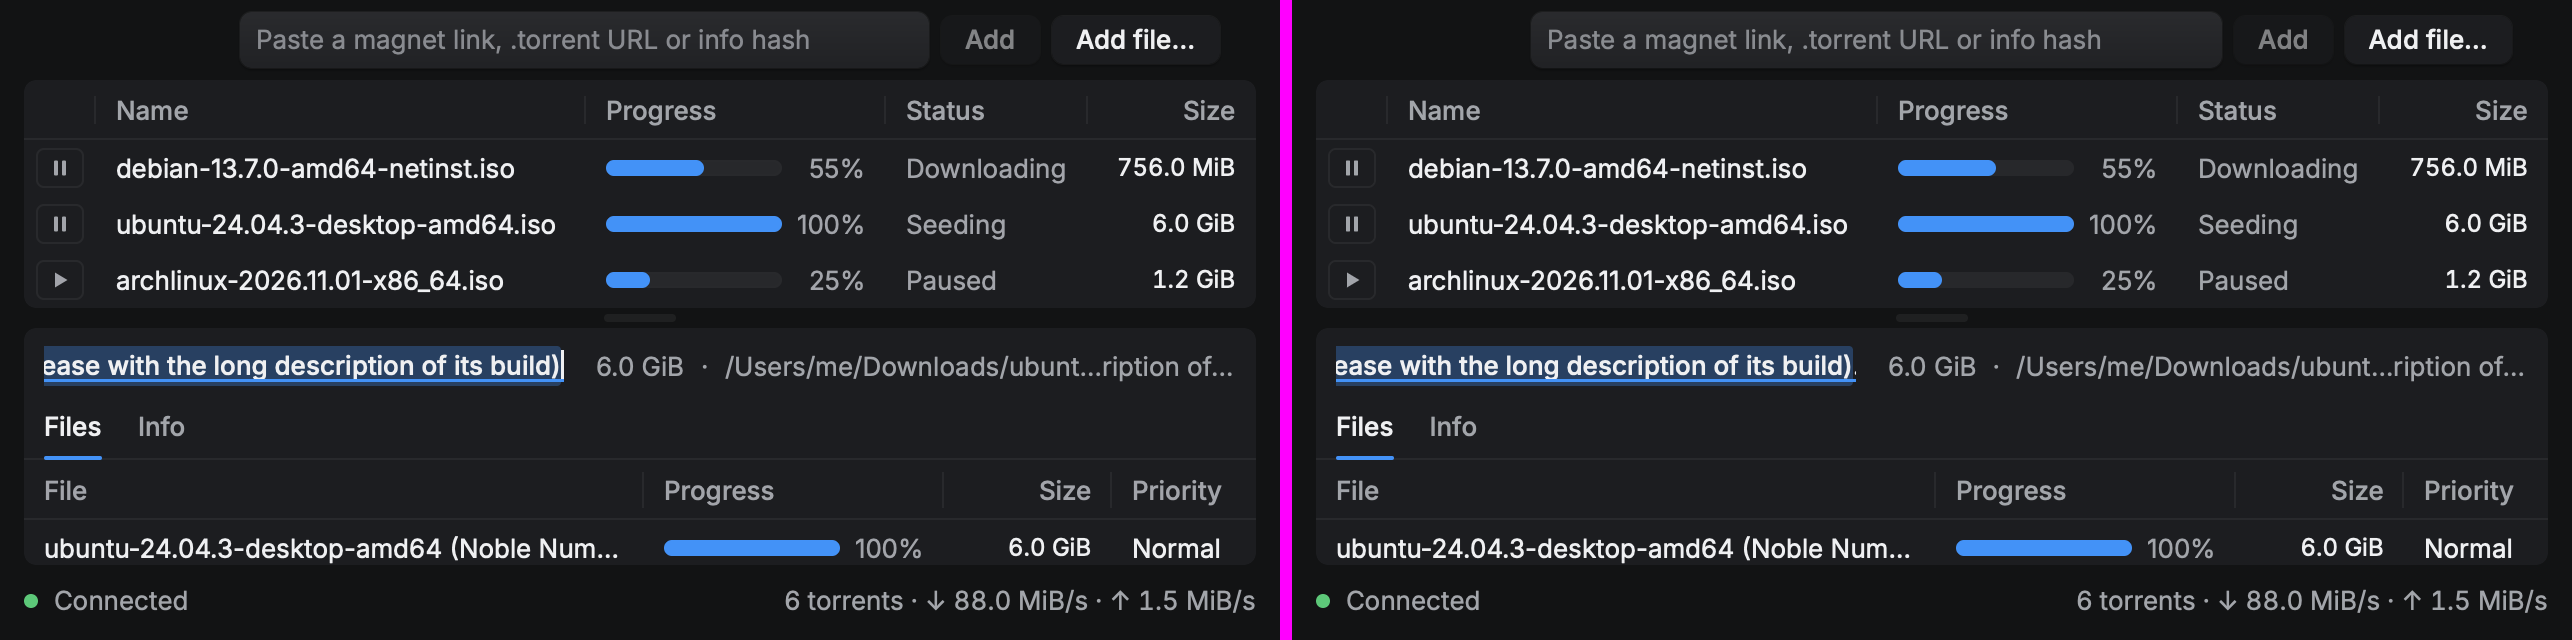 Paste a magnet link, .torrent URL or info hash Add Add file...
Name Progress Status Size
debian-13.7.0-amd64-netinst.iso 55% Downloading 756.0 MiB
ubuntu-24.04.3-desktop-amd64.iso 100% Seeding 6.0 GiB
archlinux-2026.11.01-x86_64.iso 25% Paused 1.2 GiB
ease with the long description of its build) 6.0 GiB · /Users/me/Downloads/ubunt...ription of...
Files Info
File Progress Size Priority
ubuntu-24.04.3-desktop-amd64 (Noble Num... 100% 6.0 GiB Normal
Connected 6 torrents · ↓ 88.0 MiB/s · ↑ 1.5 MiB/s
Paste a magnet link, .torrent URL or info hash Add Add file...
Name Progress Status Size
debian-13.7.0-amd64-netinst.iso 55% Downloading 756.0 MiB
ubuntu-24.04.3-desktop-amd64.iso 100% Seeding 6.0 GiB
archlinux-2026.11.01-x86_64.iso 25% Paused 1.2 GiB
ease with the long description of its build). 6.0 GiB · /Users/me/Downloads/ubunt...ription of...
Files Info
File Progress Size Priority
ubuntu-24.04.3-desktop-amd64 (Noble Num... 100% 6.0 GiB Normal
Connected 6 torrents · ↓ 88.0 MiB/s · ↑ 1.5 MiB/s